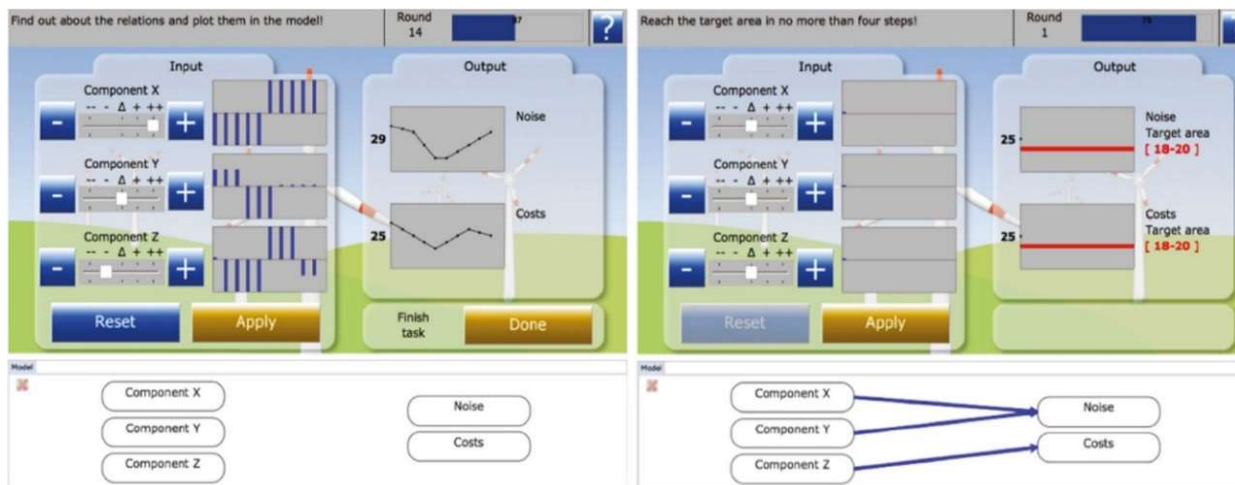 Find out about the relations and plot them in the model!
Round
14
97
?
Input
Output
Component X
-- - Δ + ++
- +
29
Noise
Component Y
-- - Δ + ++
- +
Component Z
-- - Δ + ++
- +
25
Costs
Reset
Apply
Finish
task
Done
Model
Component X
Component Y
Component Z
Noise
Costs
Reach the target area in no more than four steps!
Round
1
Input
Output
Component X
-- - Δ + ++
- +
25
Noise
Target area
[ 18-20 ]
Component Y
-- - Δ + ++
- +
Component Z
-- - Δ + ++
- +
25
Costs
Target area
[ 18-20 ]
Reset
Apply
Model
Component X
Component Y
Component Z
Noise
Costs